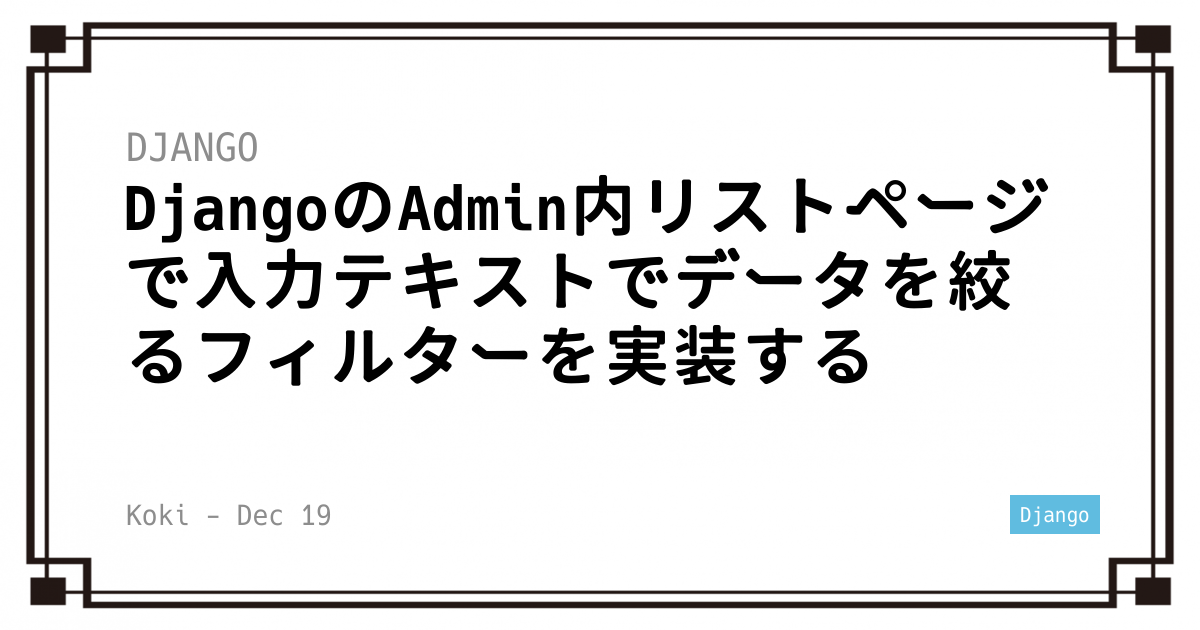 DJANGO
DjangoのAdmin内リストページ
で入力テキストでデータを絞
るフィルターを実装する
Koki - Dec 19
Django